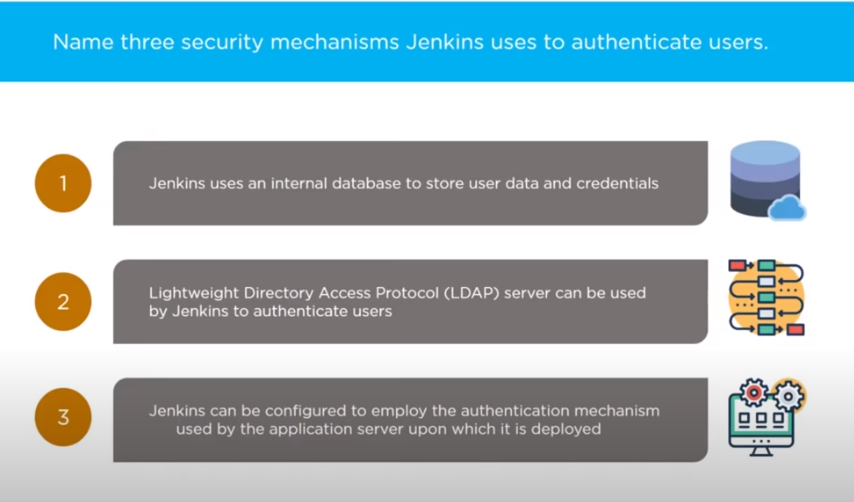 Name three security mechanisms Jenkins uses to authenticate users.
1
Jenkins uses an internal database to store user data and credentials
2
Lightweight Directory Access Protocol (LDAP) server can be used
by Jenkins to authenticate users
3
Jenkins can be configured to employ the authentication mechanism
used by the application server upon which it is deployed